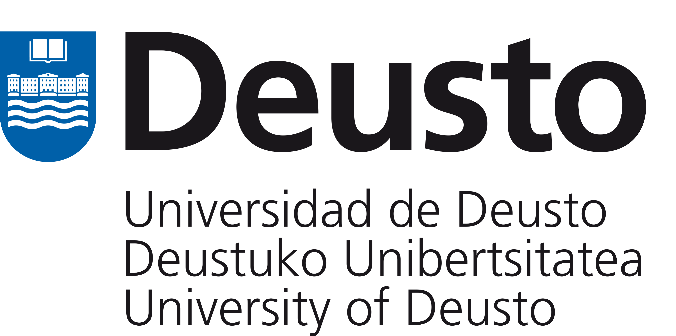 Deusto
Universidad de Deusto
Deustuko Unibertsitatea
University of Deusto